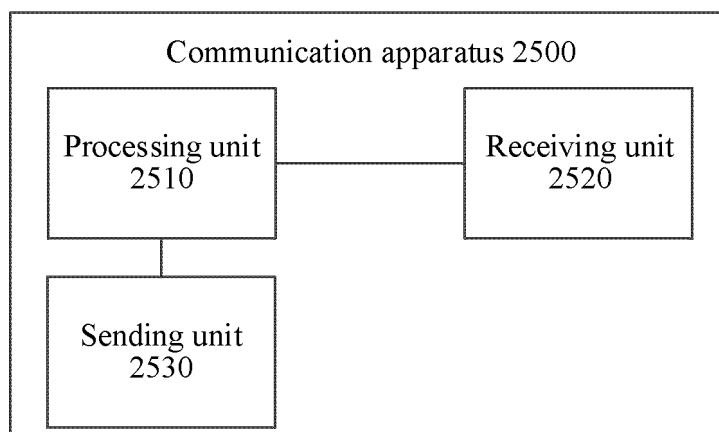 Communication apparatus 2500
Processing unit
2510
Receiving unit
2520
Sending unit
2530